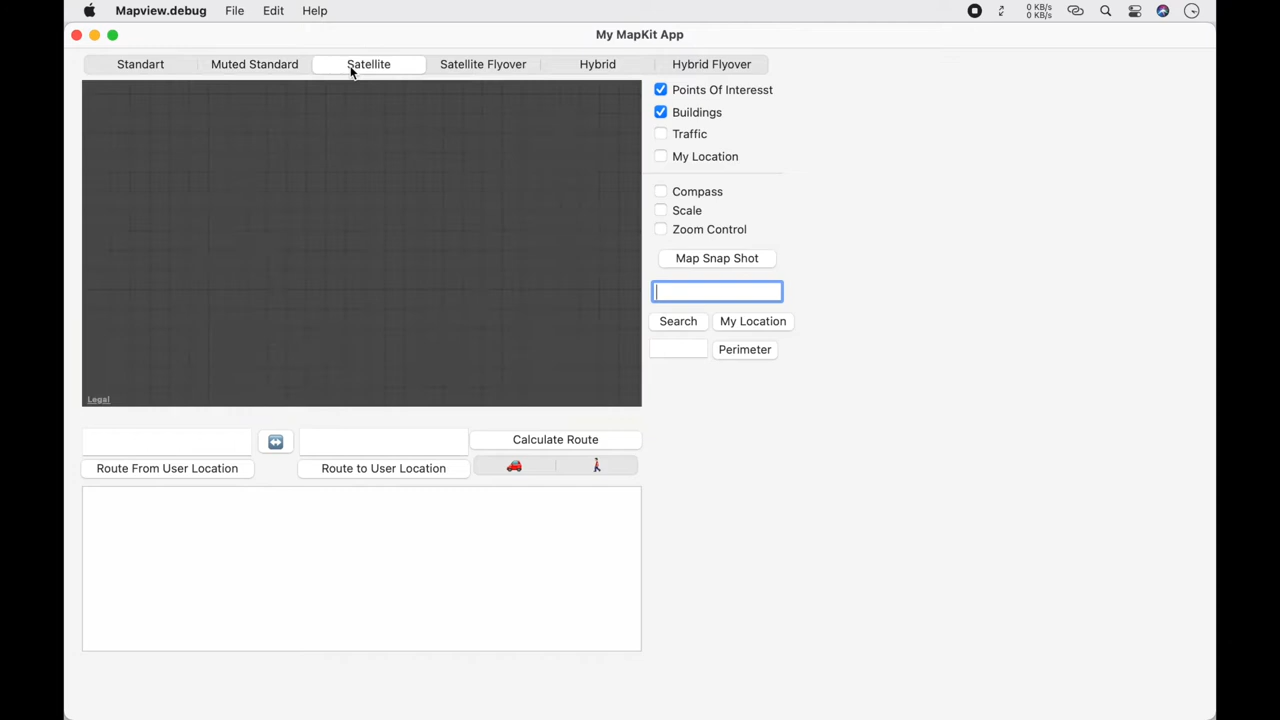 Mapview.debug File Edit Help 0 KB/s
0 KB/s
My MapKit App
Standart Muted Standard Satellite Satellite Flyover Hybrid Hybrid Flyover
Points Of Interesst
Buildings
Traffic
My Location
Compass
Scale
Zoom Control
Map Snap Shot
Search My Location
Perimeter
Legal
Calculate Route
Route From User Location Route to User Location